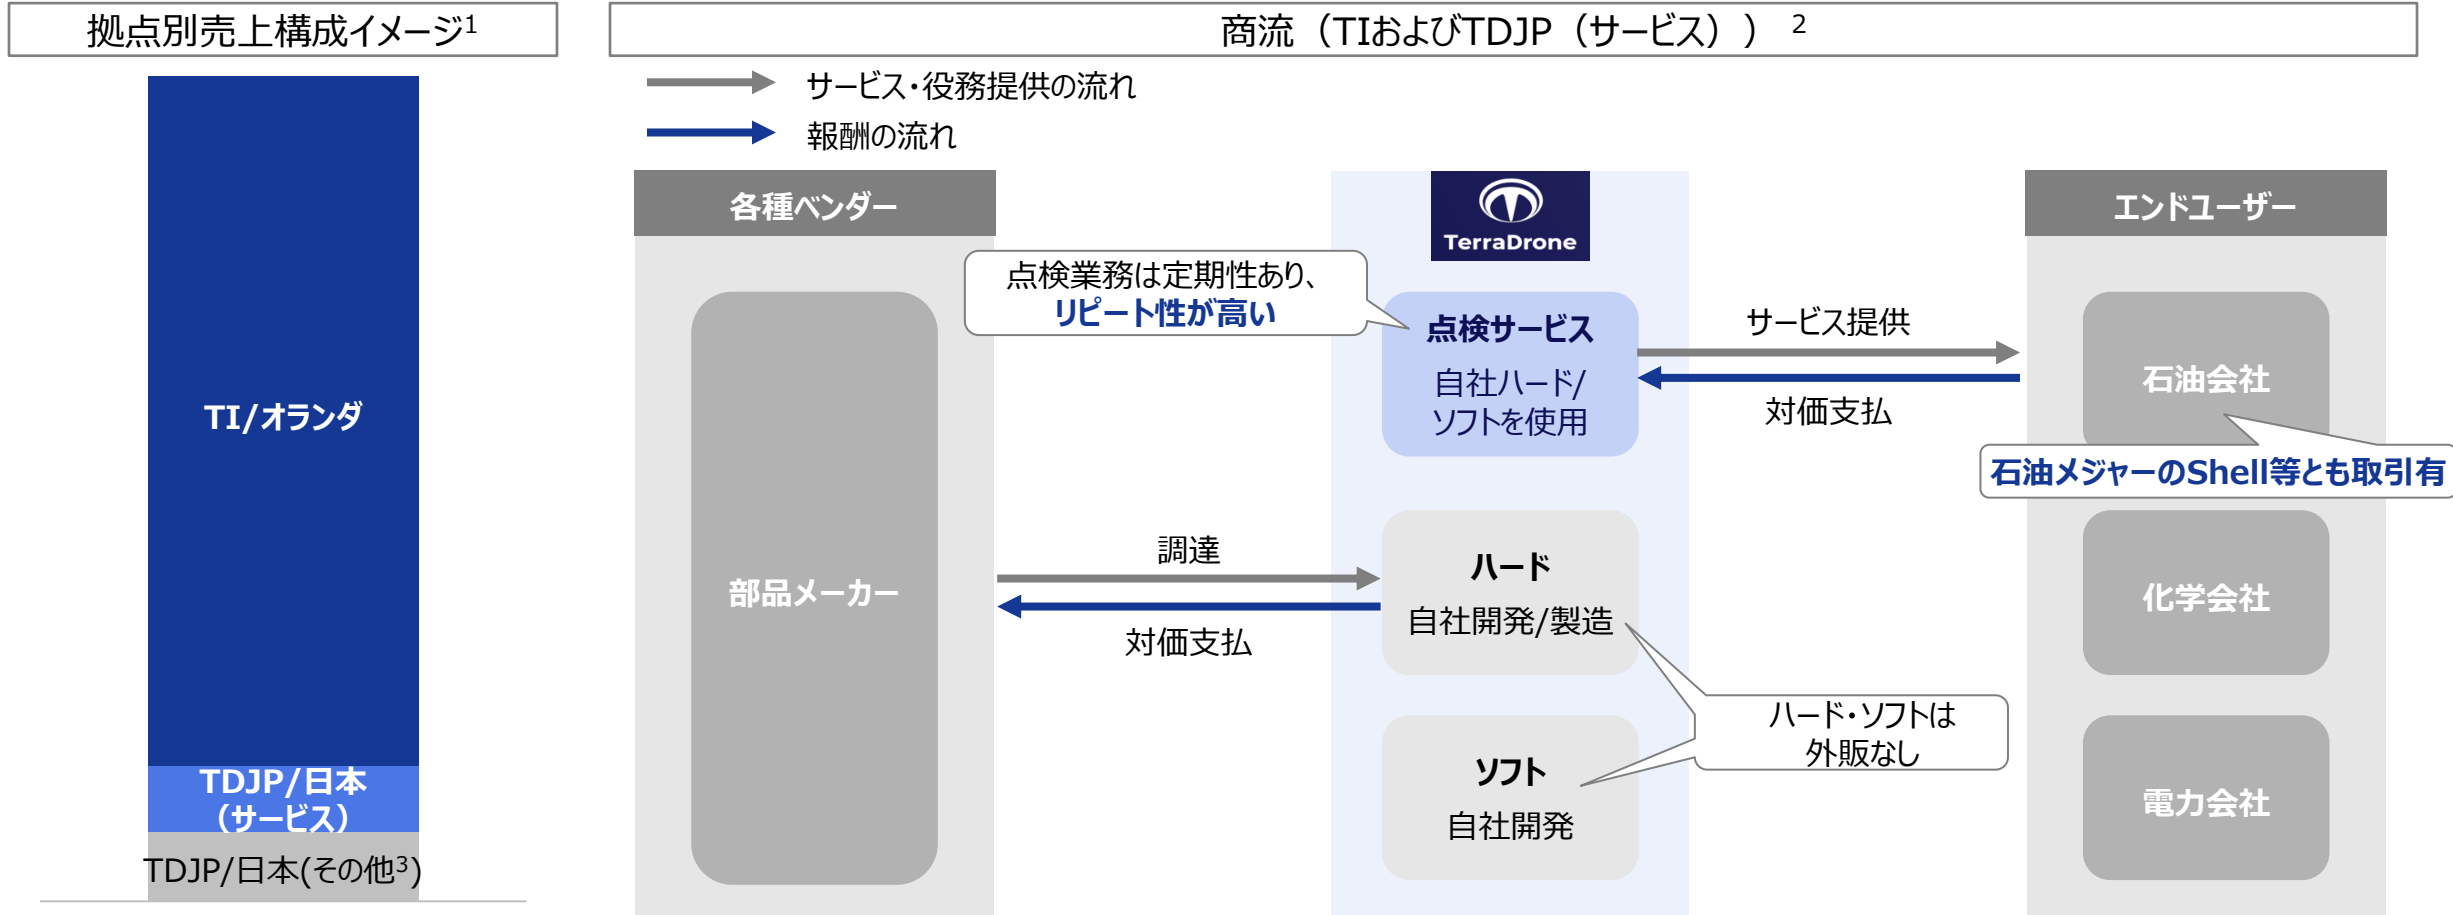 拠点別売上構成イメージ1
商流（TIおよびTDJP（サービス）） 2
サービス・役務提供の流れ
報酬の流れ
TI/オランダ
TDJP/日本
（サービス）
TDJP/日本(その他3)
各種ベンダー
部品メーカー
点検業務は定期性あり、
リピート性が高い
調達
対価支払
TerraDrone
点検サービス
自社ハード/
ソフトを使用
ハード
自社開発/製造
ソフト
自社開発
ハード・ソフトは
外販なし
サービス提供
対価支払
エンドユーザー
石油会社
石油メジャーのShell等とも取引有
化学会社
電力会社